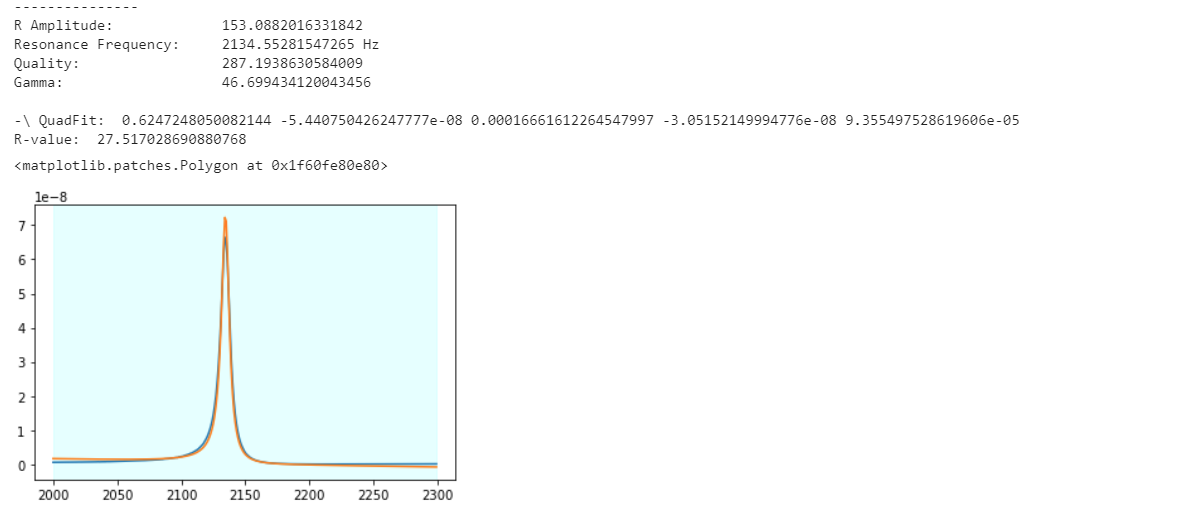 ---------------
R Amplitude: 153.0882016331842
Resonance Frequency: 2134.55281547265 Hz
Quality: 287.1938630584009
Gamma: 46.699434120043456
-\ QuadFit: 0.6247248050082144 -5.440750426247777e-08 0.00016661612264547997 -3.05152149994776e-08 9.355497528619606e-05
R-value: 27.517028690880768
<matplotlib.patches.Polygon at 0x1f60fe80e80>
1e−8
7
6
5
4
3
2
1
0
2000 2050 2100 2150 2200 2250 2300